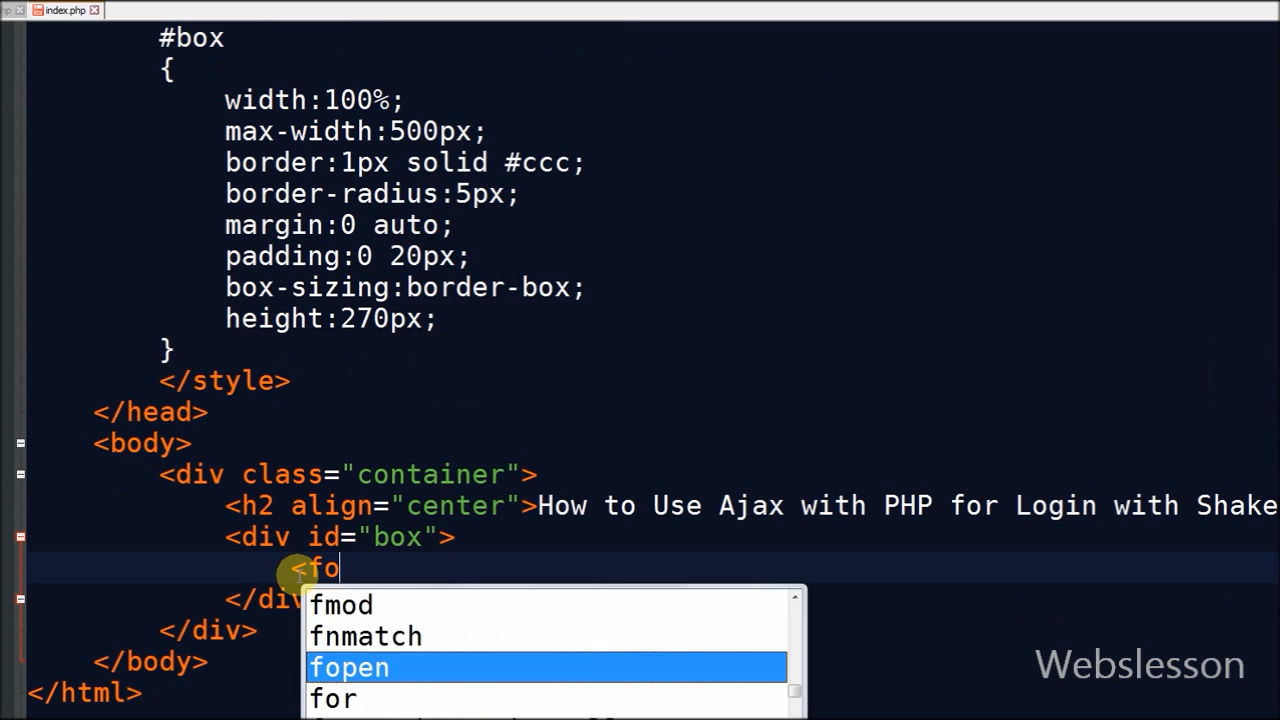 index.php
#box
{
width:100%;
max-width:500px;
border:1px solid #ccc;
border-radius:5px;
margin:0 auto;
padding:0 20px;
box-sizing:border-box;
height:270px;
}
</style>
</head>
<body>
<div class="container">
<h2 align="center">How to Use Ajax with PHP for Login with Shake
<div id="box">
<fo
</div
fmod
fnmatch
fopen
for
</div>
</body>
</html>
Webslesson